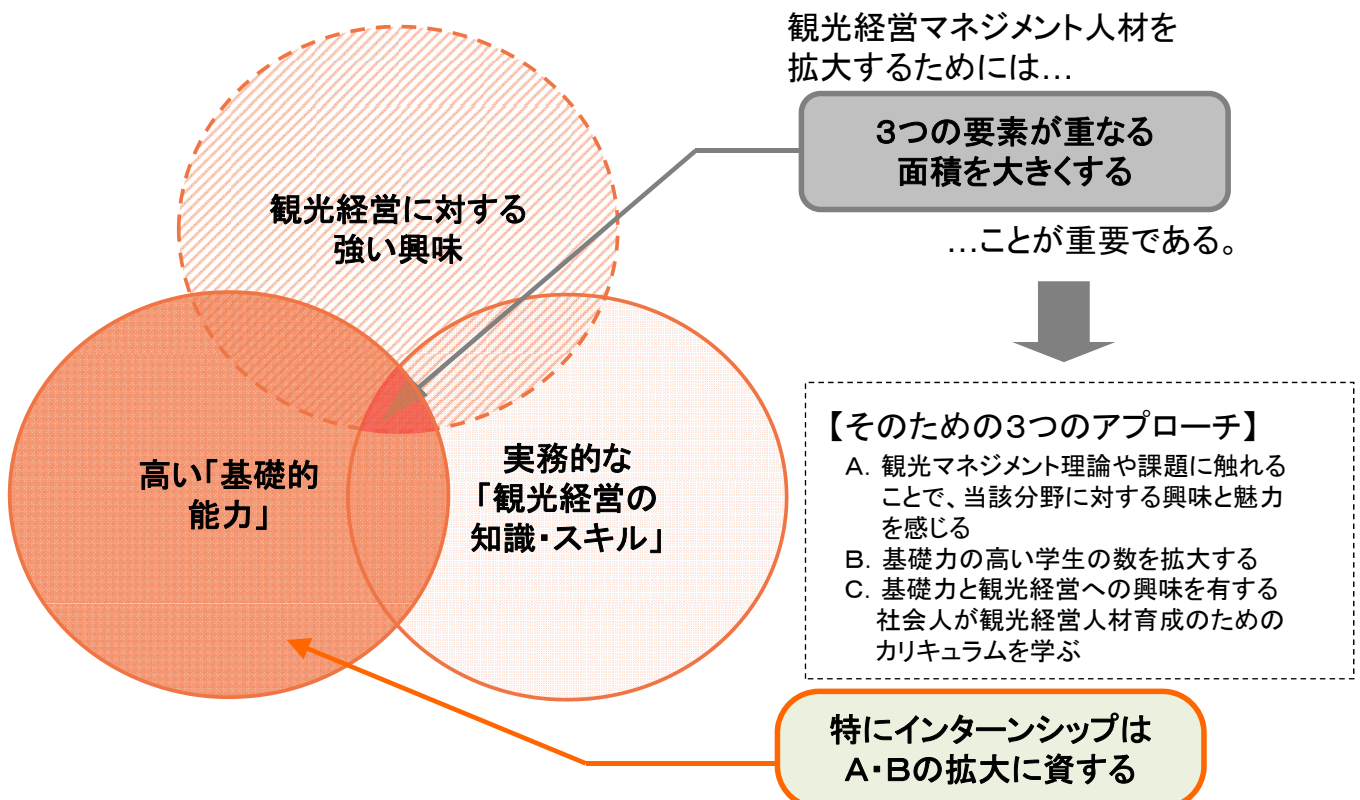 観光経営マネジメント人材を
拡大するためには…
3つの要素が重なる
面積を大きくする
…ことが重要である。
観光経営に対する
強い興味
高い「基礎的
能力」
実務的な
「観光経営の
知識・スキル」
【そのための3つのアプローチ】
A. 観光マネジメント理論や課題に触れる
ことで、当該分野に対する興味と魅力
を感じる
B. 基礎力の高い学生の数を拡大する
C. 基礎力と観光経営への興味を有する
社会人が観光経営人材育成のための
カリキュラムを学ぶ
特にインターンシップは
A・Bの拡大に資する